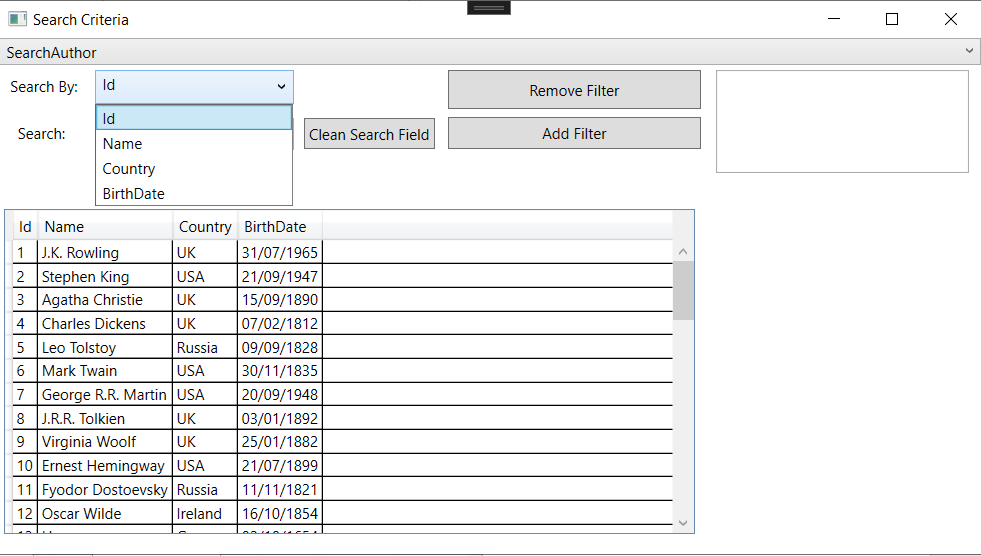 Search Criteria
SearchAuthor
Search By: Id Remove Filter
Id
Name
Country
BirthDate
Search: Clean Search Field Add Filter
Id Name Country BirthDate
1 J.K. Rowling UK 31/07/1965
2 Stephen King USA 21/09/1947
3 Agatha Christie UK 15/09/1890
4 Charles Dickens UK 07/02/1812
5 Leo Tolstoy Russia 09/09/1828
6 Mark Twain USA 30/11/1835
7 George R.R. Martin USA 20/09/1948
8 J.R.R. Tolkien UK 03/01/1892
9 Virginia Woolf UK 25/01/1882
10 Ernest Hemingway USA 21/07/1899
11 Fyodor Dostoevsky Russia 11/11/1821
12 Oscar Wilde Ireland 16/10/1854